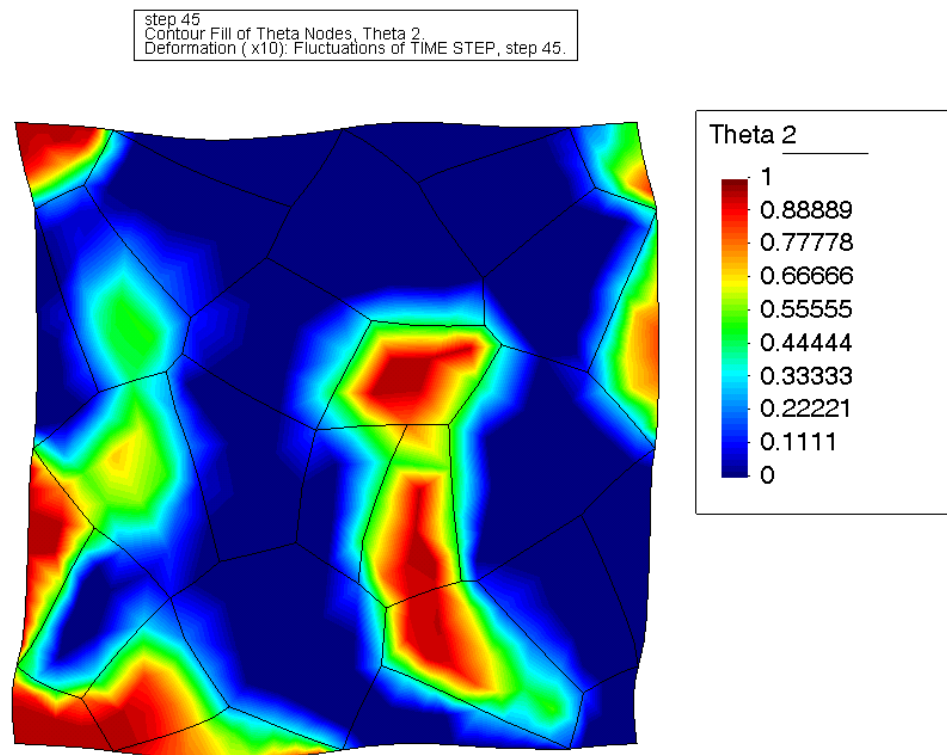 step 45
Contour Fill of Theta Nodes, Theta 2.
Deformation ( x10): Fluctuations of TIME STEP, step 45.
Theta 2
1
0.88889
0.77778
0.66666
0.55555
0.44444
0.33333
0.22221
0.1111
0